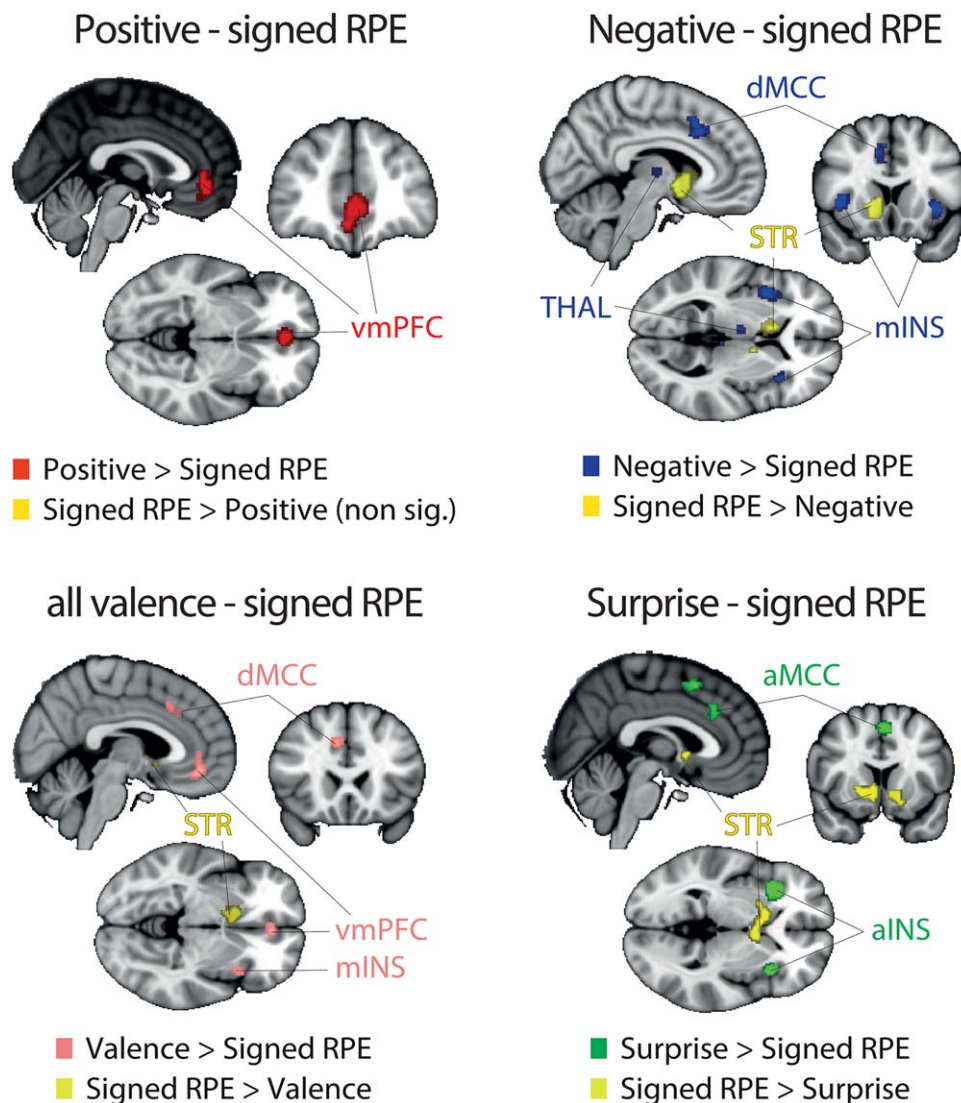 Positive - signed RPE
vmPFC
Positive > Signed RPE
Signed RPE > Positive (non sig.)
Negative - signed RPE
dMCC
STR
THAL
mINS
Negative > Signed RPE
Signed RPE > Negative
all valence - signed RPE
dMCC
STR
vmPFC
mINS
Valence > Signed RPE
Signed RPE > Valence
Surprise - signed RPE
aMCC
STR
aINS
Surprise > Signed RPE
Signed RPE > Surprise